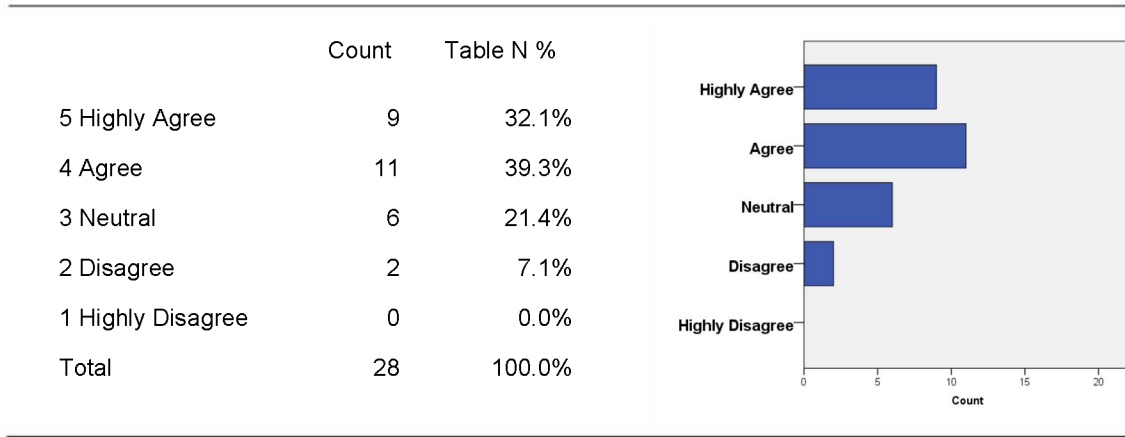 Count Table N %
5 Highly Agree 9 32.1%
4 Agree 11 39.3%
3 Neutral 6 21.4%
2 Disagree 2 7.1%
1 Highly Disagree 0 0.0%
Total 28 100.0%
Highly Agree
Agree
Neutral
Disagree
Highly Disagree
0 5 10 15 20
Count